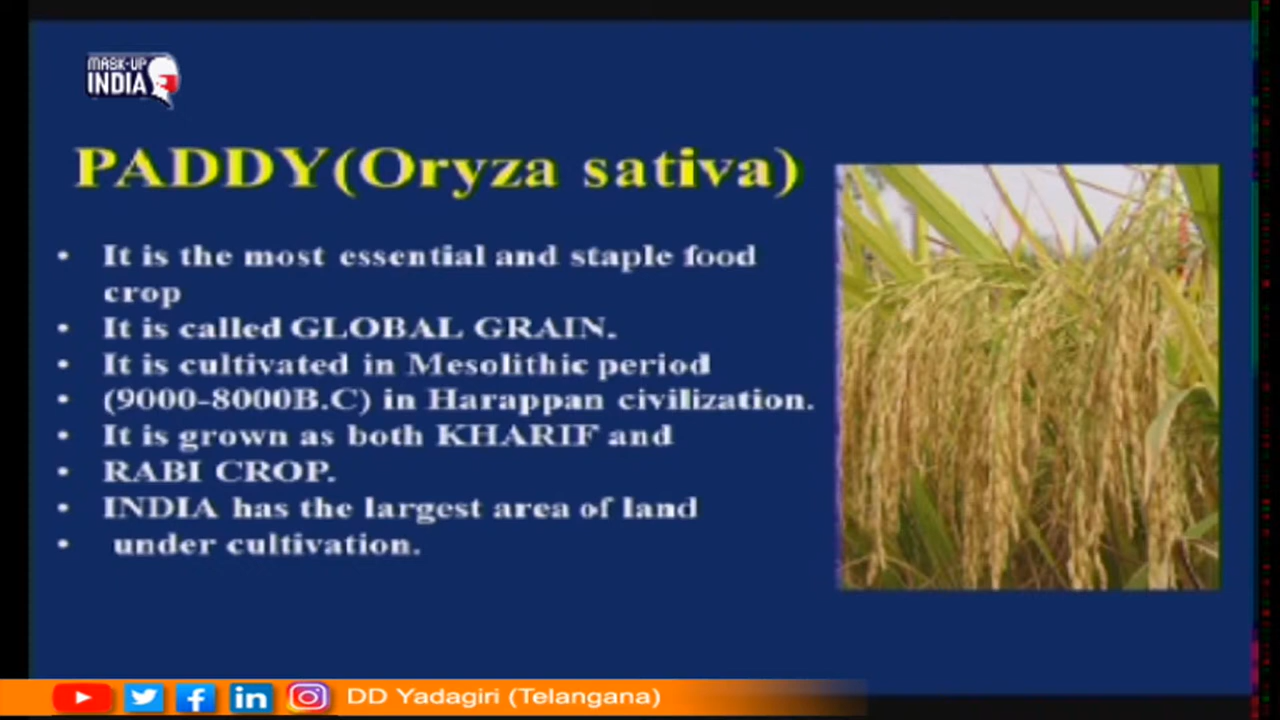 MASK-UP
INDIA
PADDY(Oryza sativa)
• It is the most essential and staple food
crop
• It is called GLOBAL GRAIN.
• It is cultivated in Mesolithic period
• (9000-8000B.C) in Harappan civilization.
• It is grown as both KHARIF and
• RABI CROP.
• INDIA has the largest area of land
• under cultivation.
DD Yadagiri (Telangana)